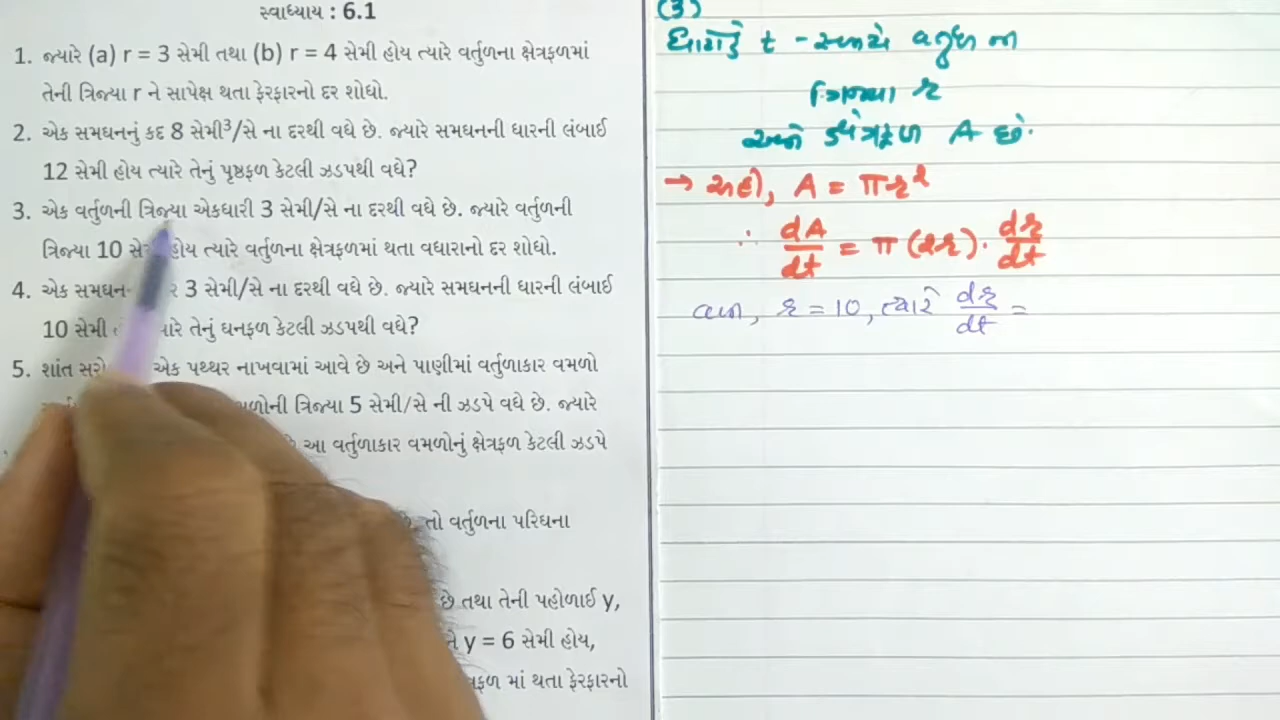 સ્વાધ્યાય : 6.1
1. જ્યારે (a) r = 3 સેમી તથા (b) r = 4 સેમી હોય ત્યારે વર્તુળના ક્ષેત્રફળમાં
તેની ત્રિજ્યા r ને સાપેક્ષ થતા ફેરફારનો દર શોધો.
2. એક સમઘનનું કદ 8 સેમી³/સે ના દરથી વધે છે. જ્યારે સમઘનની ધારની લંબાઈ
12 સેમી હોય ત્યારે તેનું પૃષ્ઠફળ કેટલી ઝડપથી વધે?
3. એક વર્તુળની ત્રિજ્યા એકધારી 3 સેમી/સે ના દરથી વધે છે. જ્યારે વર્તુળની
ત્રિજ્યા 10 હોય ત્યારે વર્તુળના ક્ષેત્રફળમાં થતા વધારાનો દર શોધો.
4. એક 3 સેમી/સે ના દરથી વધે છે. જ્યારે સમઘનની ધારની લંબાઈ
10 સેમી તેનું ઘનફળ કેટલી ઝડપથી વધે?
5. શાંત એક પથ્થર નાખવામાં આવે છે અને પાણીમાં વર્તુળાકાર વમળો
ત્રિજ્યા 5 સેમી/સે ની ઝડપે વધે છે. જ્યારે
આ વર્તુળાકાર વમળોનું ક્ષેત્રફળ કેટલી ઝડપે
તો વર્તુળના પરિઘના
છે તથા તેની પહોળાઈ y,
y = 6 સેમી હોય,
માં થતા ફેરફારનો
(3)
ધારોકે t - સમયે વર્તુળ ના
ત્રિજ્યા r
અને ક્ષેત્રફળ A છે.
→ અહી, A = πr²
∴ dA/dt = π (2r) · dr/dt
વળી, r = 10, ત્યારે dr/dt =